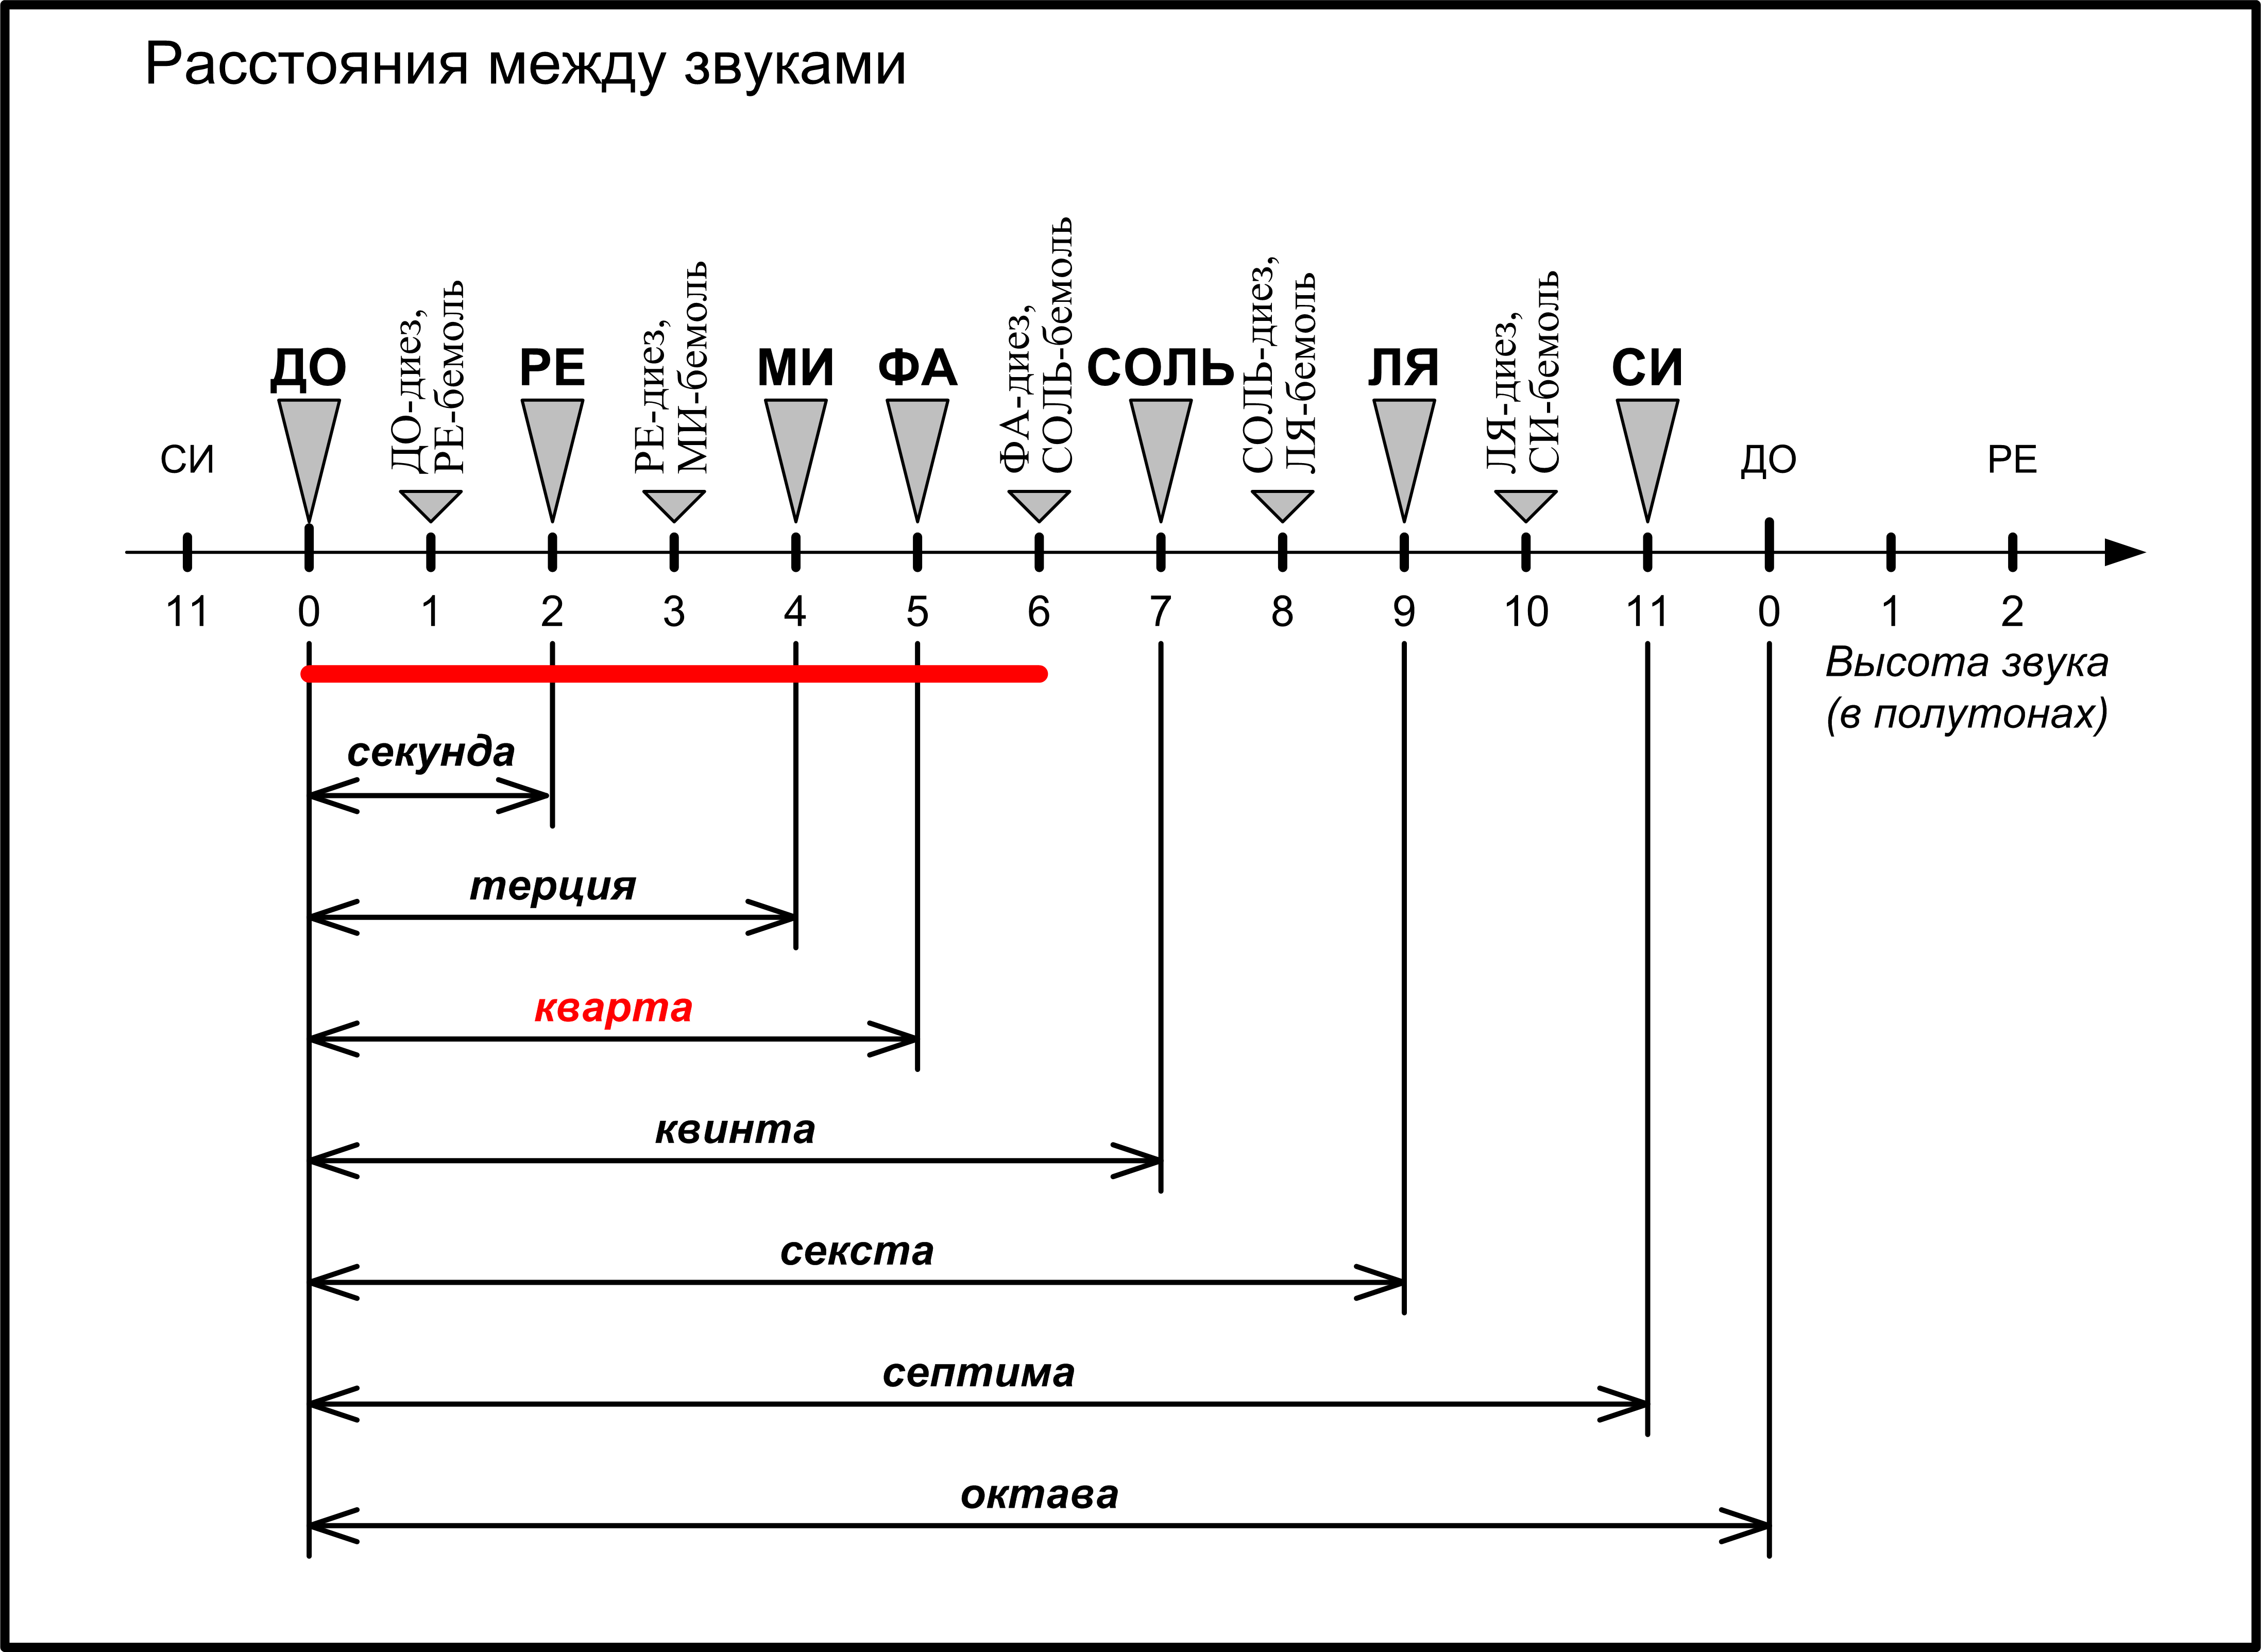 Расстояния между звуками
СИ
ДО
ДО-диез,
РЕ-бемоль
РЕ
РЕ-диез,
МИ-бемоль
МИ
ФА
ФА-диез,
СОЛЬ-бемоль
СОЛЬ
СОЛЬ-диез,
ЛЯ-бемоль
ЛЯ
ЛЯ-диез,
СИ-бемоль
СИ
ДО
РЕ
11 0 1 2 3 4 5 6 7 8 9 10 11 0 1 2
Высота звука
(в полутонах)
секунда
терция
кварта
квинта
секста
септима
октава